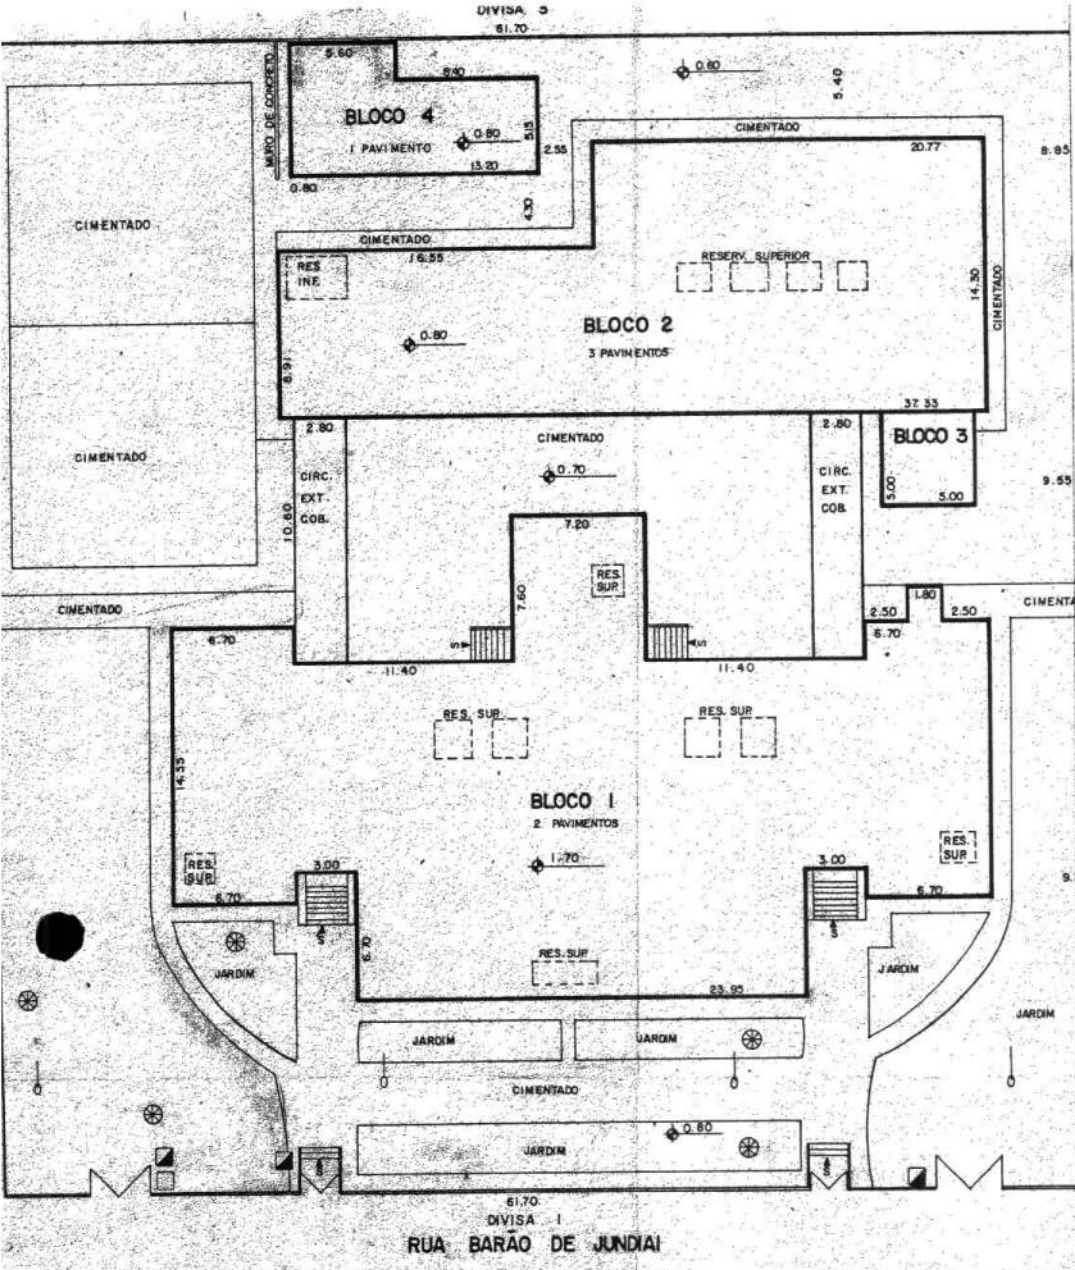 DIVISA 3
61.70
5.60
8.40
MURO DE CONCRETO
BLOCO 4
1 PAVIMENTO
0.80
5.15
2.55
13.20
0.80
4.30
0.60
5.40
CIMENTADO
20.77
8.85
CIMENTADO
CIMENTADO
16.55
RES.
INF.
RESERV. SUPERIOR
14.30
CIMENTADO
BLOCO 2
3 PAVIMENTOS
0.80
8.91
37.33
2.80
CIMENTADO
2.80
BLOCO 3
CIMENTADO
0.70
CIRC.
EXT.
COB.
10.60
CIRC.
EXT.
COB.
5.00
5.00
9.55
7.20
RES.
SUP.
7.60
CIMENTADO
1.80
2.50
2.50
CIMENTA
6.70
6.70
S
S
11.40
11.40
RES. SUP.
RES. SUP
14.55
BLOCO 1
2 PAVIMENTOS
1.70
RES.
SUP
RES.
SUP
3.00
3.00
6.70
6.70
S
S
6.70
RES. SUP.
23.95
JARDIM
JARDIM
JARDIM
JARDIM
JARDIM
CIMENTADO
JARDIM
0.80
61.70
DIVISA 1
RUA BARÃO DE JUNDIAI